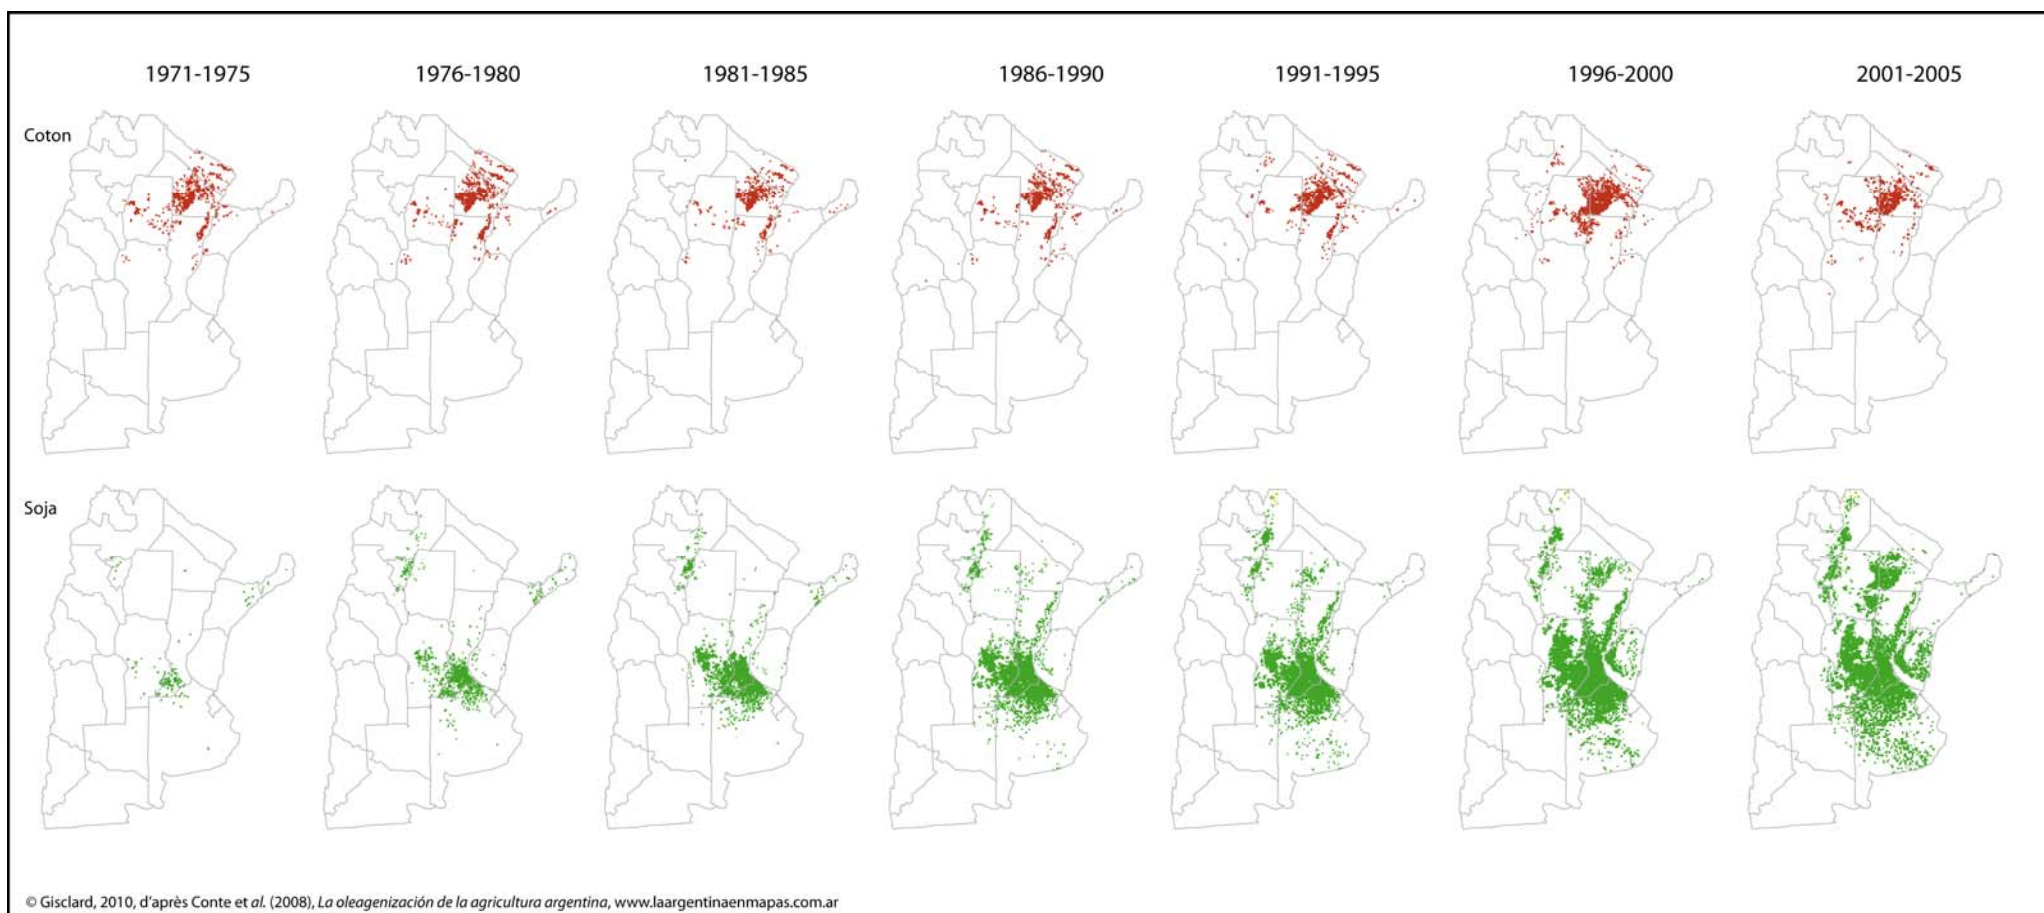 1971-1975 1976-1980 1981-1985 1986-1990 1991-1995 1996-2000 2001-2005
Coton
Soja
© Gisclard, 2010, d'après Conte et al. (2008), La oleagenización de la agricultura argentina, www.laargentinaenmapas.com.ar